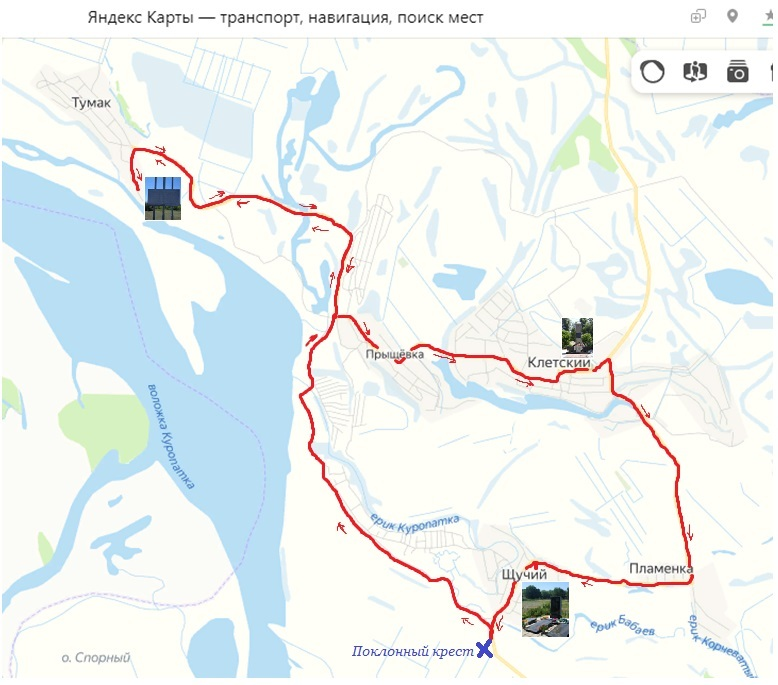 Яндекс Карты — транспорт, навигация, поиск мест
Тумак
Прыщёвка
Клетский
воложка Куропатка
ерик Куропатка
Щучий
Пламенка
ерик Бабаев
ерик-Корневатый
Поклонный крест
о. Спорный